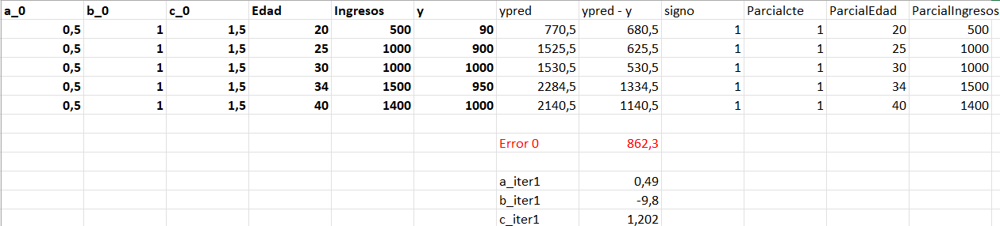 a_0 b_0 c_0 Edad Ingresos y ypred ypred - y signo Parcialcte ParcialEdad ParcialIngresos
0,5 1 1,5 20 500 90 770,5 680,5 1 1 20 500
0,5 1 1,5 25 1000 900 1525,5 625,5 1 1 25 1000
0,5 1 1,5 30 1000 1000 1530,5 530,5 1 1 30 1000
0,5 1 1,5 34 1500 950 2284,5 1334,5 1 1 34 1500
0,5 1 1,5 40 1400 1000 2140,5 1140,5 1 1 40 1400
Error 0 862,3
a_iter1 0,49
b_iter1 -9,8
c_iter1 1,202